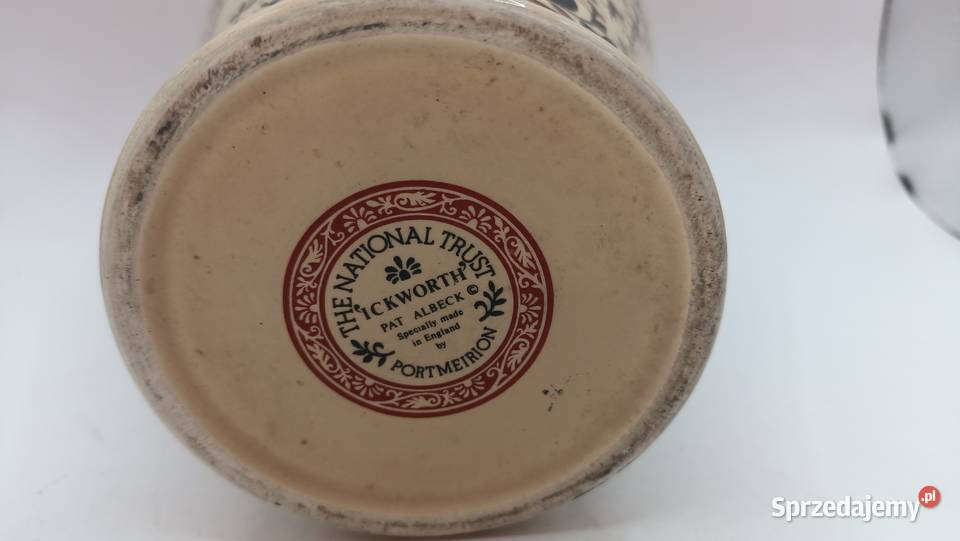 THE NATIONAL TRUST
'ICKWORTH'
PAT ALBECK ©
Specially made
in England
by
PORTMEIRION
Sprzedajemy.pl